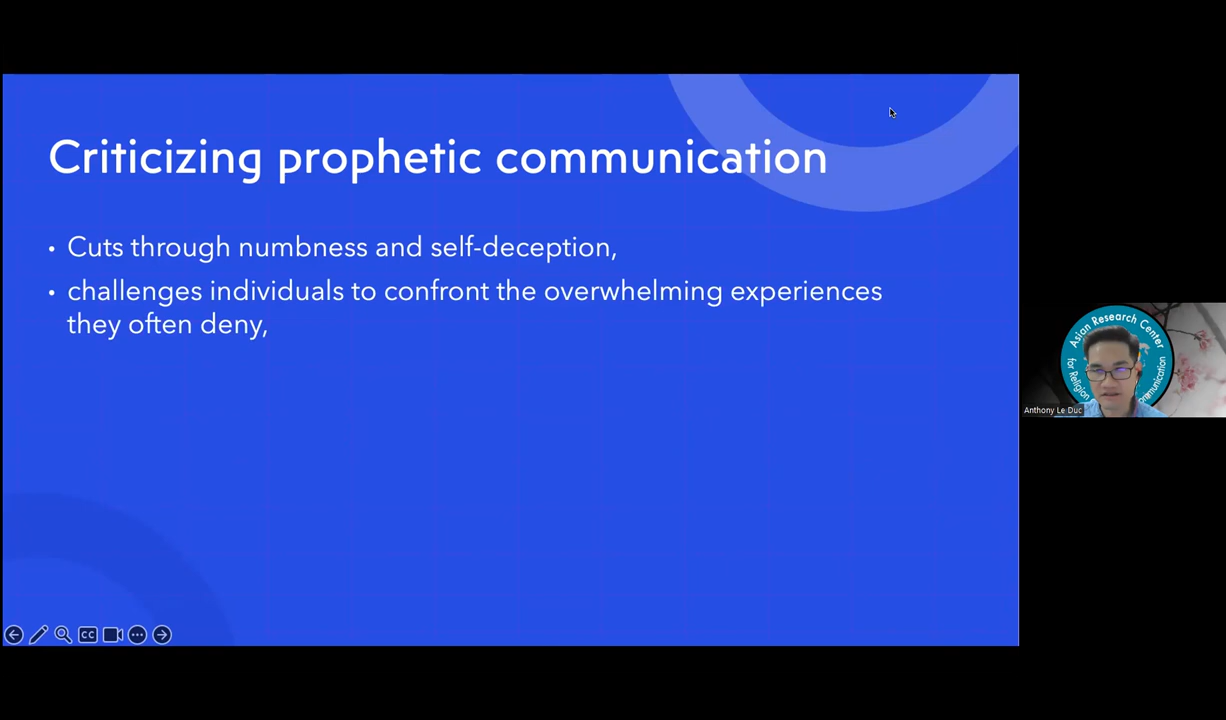 Criticizing prophetic communication
• Cuts through numbness and self-deception,
• challenges individuals to confront the overwhelming experiences
they often deny,
Asian Research Center
for Religion
Communication
Anthony Le Duc
CC